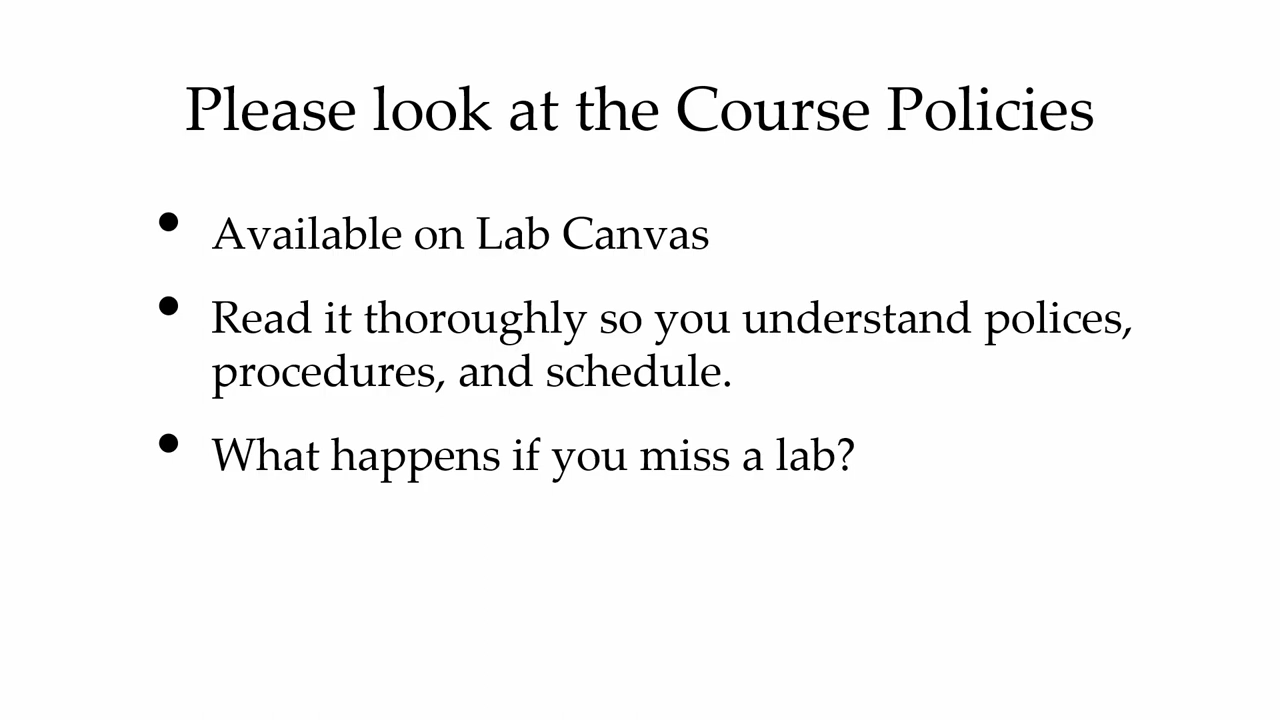 Please look at the Course Policies
• Available on Lab Canvas
• Read it thoroughly so you understand polices,
procedures, and schedule.
• What happens if you miss a lab?